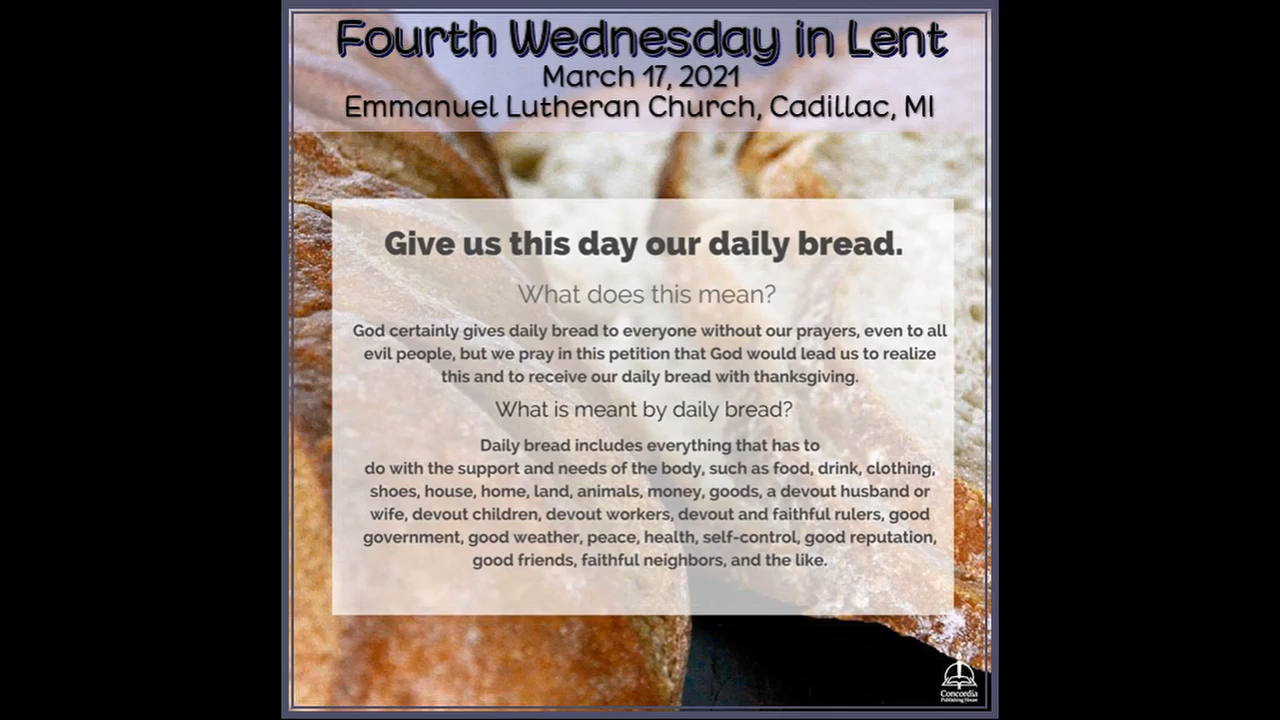 Fourth Wednesday in Lent
March 17, 2021
Emmanuel Lutheran Church, Cadillac, MI
Give us this day our daily bread.
What does this mean?
God certainly gives daily bread to everyone without our prayers, even to all
evil people, but we pray in this petition that God would lead us to realize
this and to receive our daily bread with thanksgiving.
What is meant by daily bread?
Daily bread includes everything that has to
do with the support and needs of the body, such as food, drink, clothing,
shoes, house, home, land, animals, money, goods, a devout husband or
wife, devout children, devout workers, devout and faithful rulers, good
government, good weather, peace, health, self-control, good reputation,
good friends, faithful neighbors, and the like.
Concordia
Publishing House